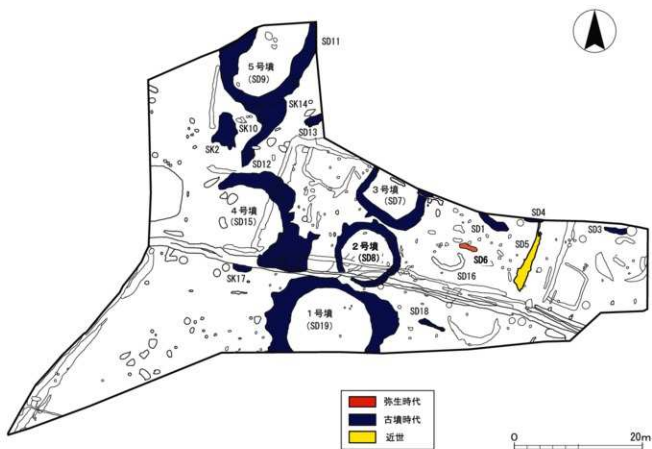 SD11
5号墳
(SD9)
SK14
SK10
SD13
SK2
SD12
3号墳
(SD7)
4号墳
(SD15)
SD4
SD1
SD3
SD5
2号墳
(SD8)
SD6
SD16
SK17
1号墳
(SD19)
SD18
弥生時代
古墳時代
近世
0
20m